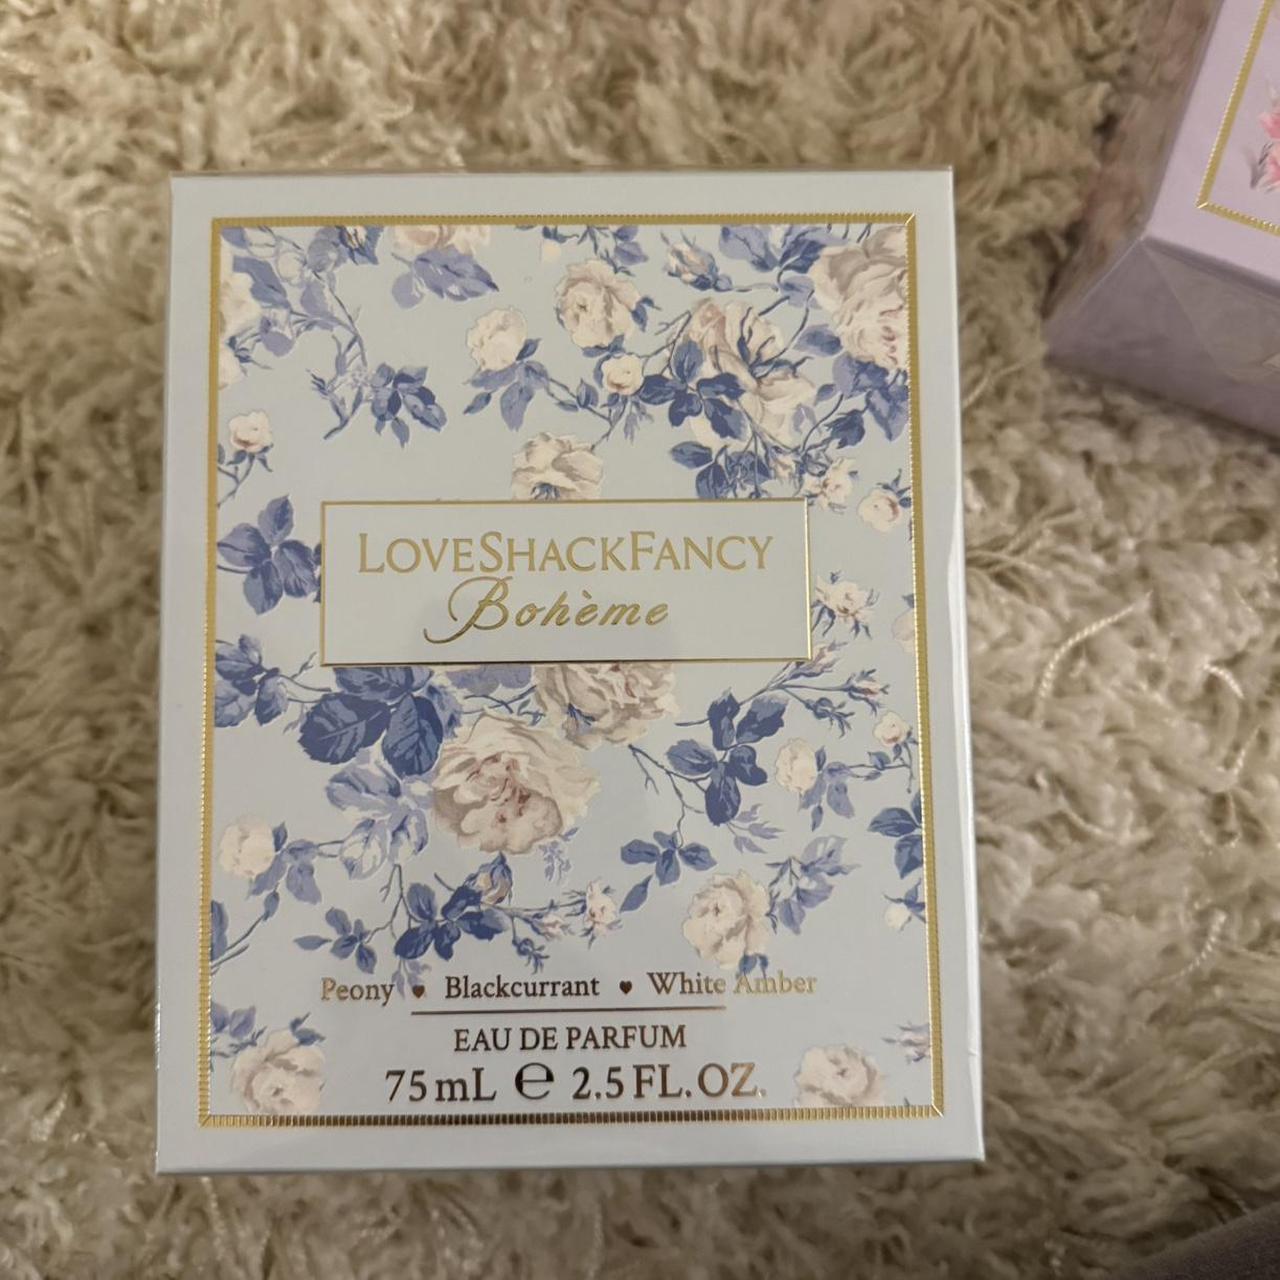 LOVESHACKFANCY
Bohème
Peony ♥ Blackcurrant ♥ White Amber
EAU DE PARFUM
75 mL ℮ 2.5 FL. OZ.